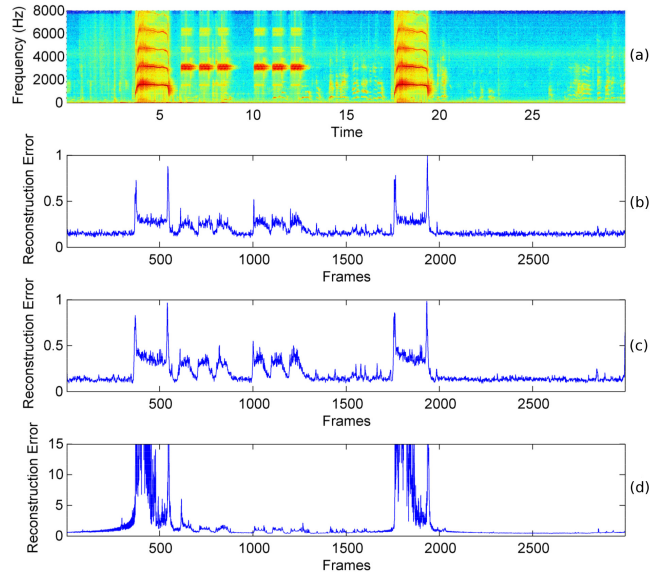 8000
6000
4000
2000
0
Frequency (Hz)
5 10 15 20 25
Time
(a)
1
0.5
0
Reconstruction Error
500 1000 1500 2000 2500
Frames
(b)
1
0.5
0
Reconstruction Error
500 1000 1500 2000 2500
Frames
(c)
15
10
5
0
Reconstruction Error
500 1000 1500 2000 2500
Frames
(d)